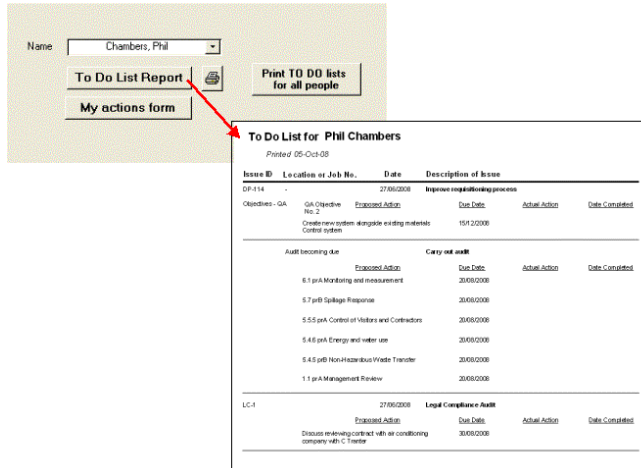 Name Chambers, Phil
To Do List Report
Print TO DO lists
for all people
My actions form
To Do List for Phil Chambers
Printed 05-Oct-08
Issue ID Location or Job No. Date Description of Issue
DP-114 - 27/06/2008 Improve requisitioning process
Objectives - QA QA Objective Proposed Action Due Date Actual Action Date Completed
No. 2
Create new system alongside existing materials 15/12/2008
Control system
Audit becoming due Carry out audit
Proposed Action Due Date Actual Action Date Completed
6.1 prA Monitoring and measurement 20/08/2008
5.7 prB Spillage Response 20/08/2008
5.5.5 prA Control of Visitors and Contractors 20/08/2008
5.4.6 prA Energy and water use 20/08/2008
5.4.5 prB Non-Hazardous Waste Transfer 20/08/2008
1.1 prA Management Review 20/08/2008
LC-1 27/06/2008 Legal Compliance Audit
Proposed Action Due Date Actual Action Date Completed
Discuss reviewing contract with air conditioning 30/08/2008
company with C Tranter